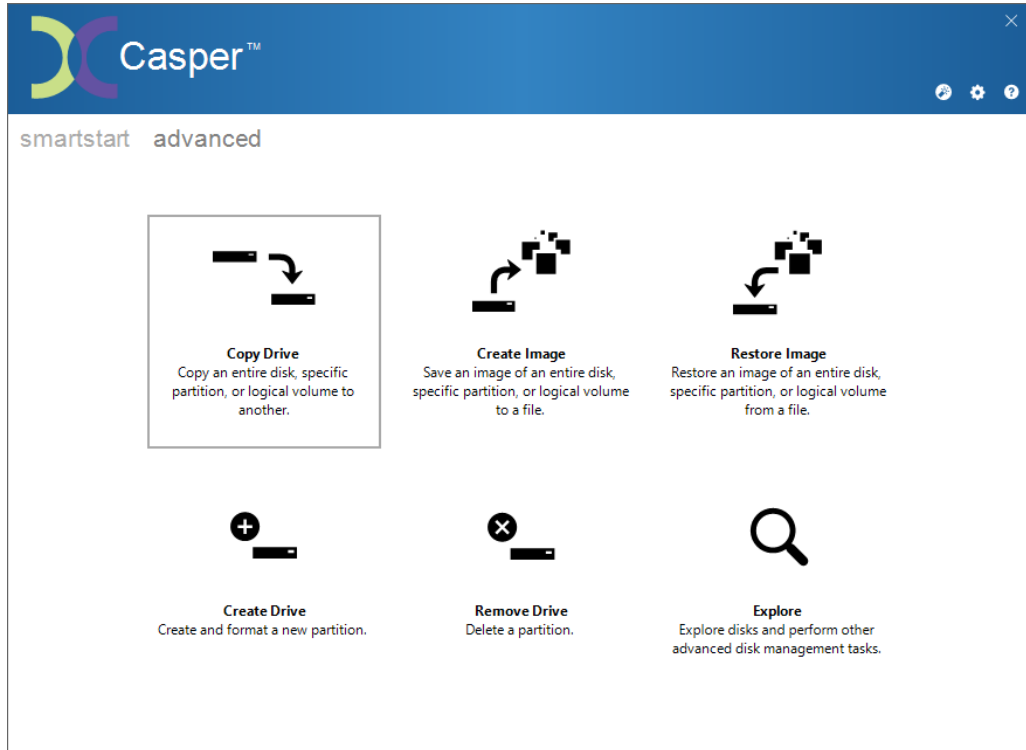 Casper™
smartstart advanced
Copy Drive
Copy an entire disk, specific
partition, or logical volume to
another.
Create Image
Save an image of an entire disk,
specific partition, or logical volume
to a file.
Restore Image
Restore an image of an entire disk,
specific partition, or logical volume
from a file.
Create Drive
Create and format a new partition.
Remove Drive
Delete a partition.
Explore
Explore disks and perform other
advanced disk management tasks.